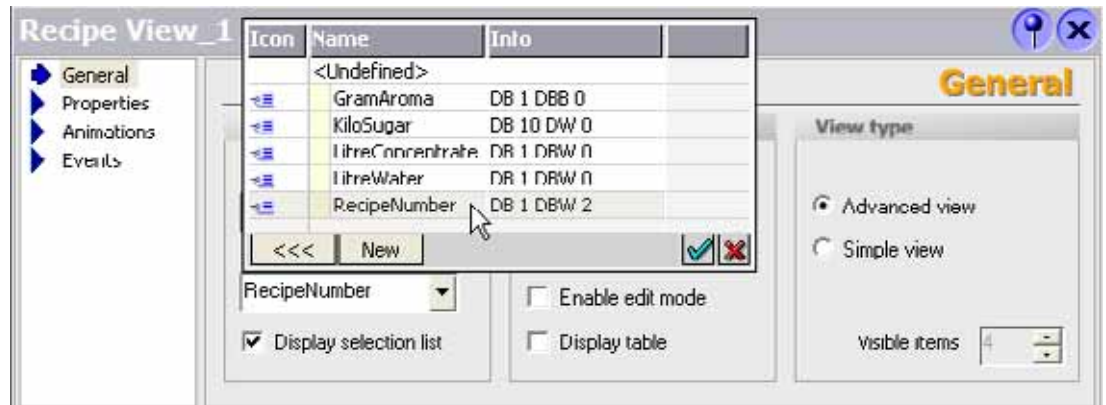 Recipe View_1
General
Properties
Animations
Events
Icon Name Info
<Undefined>
GramAroma DB 1 DBB 0
KiloSugar DB 10 DW 0
LitreConcentrate DB 1 DBW 0
LitreWater DB 1 DBW 0
RecipeNumber DB 1 DBW 2
<<< New
RecipeNumber
Display selection list
Enable edit mode
Display table
General
View type
Advanced view
Simple view
Visible items 4